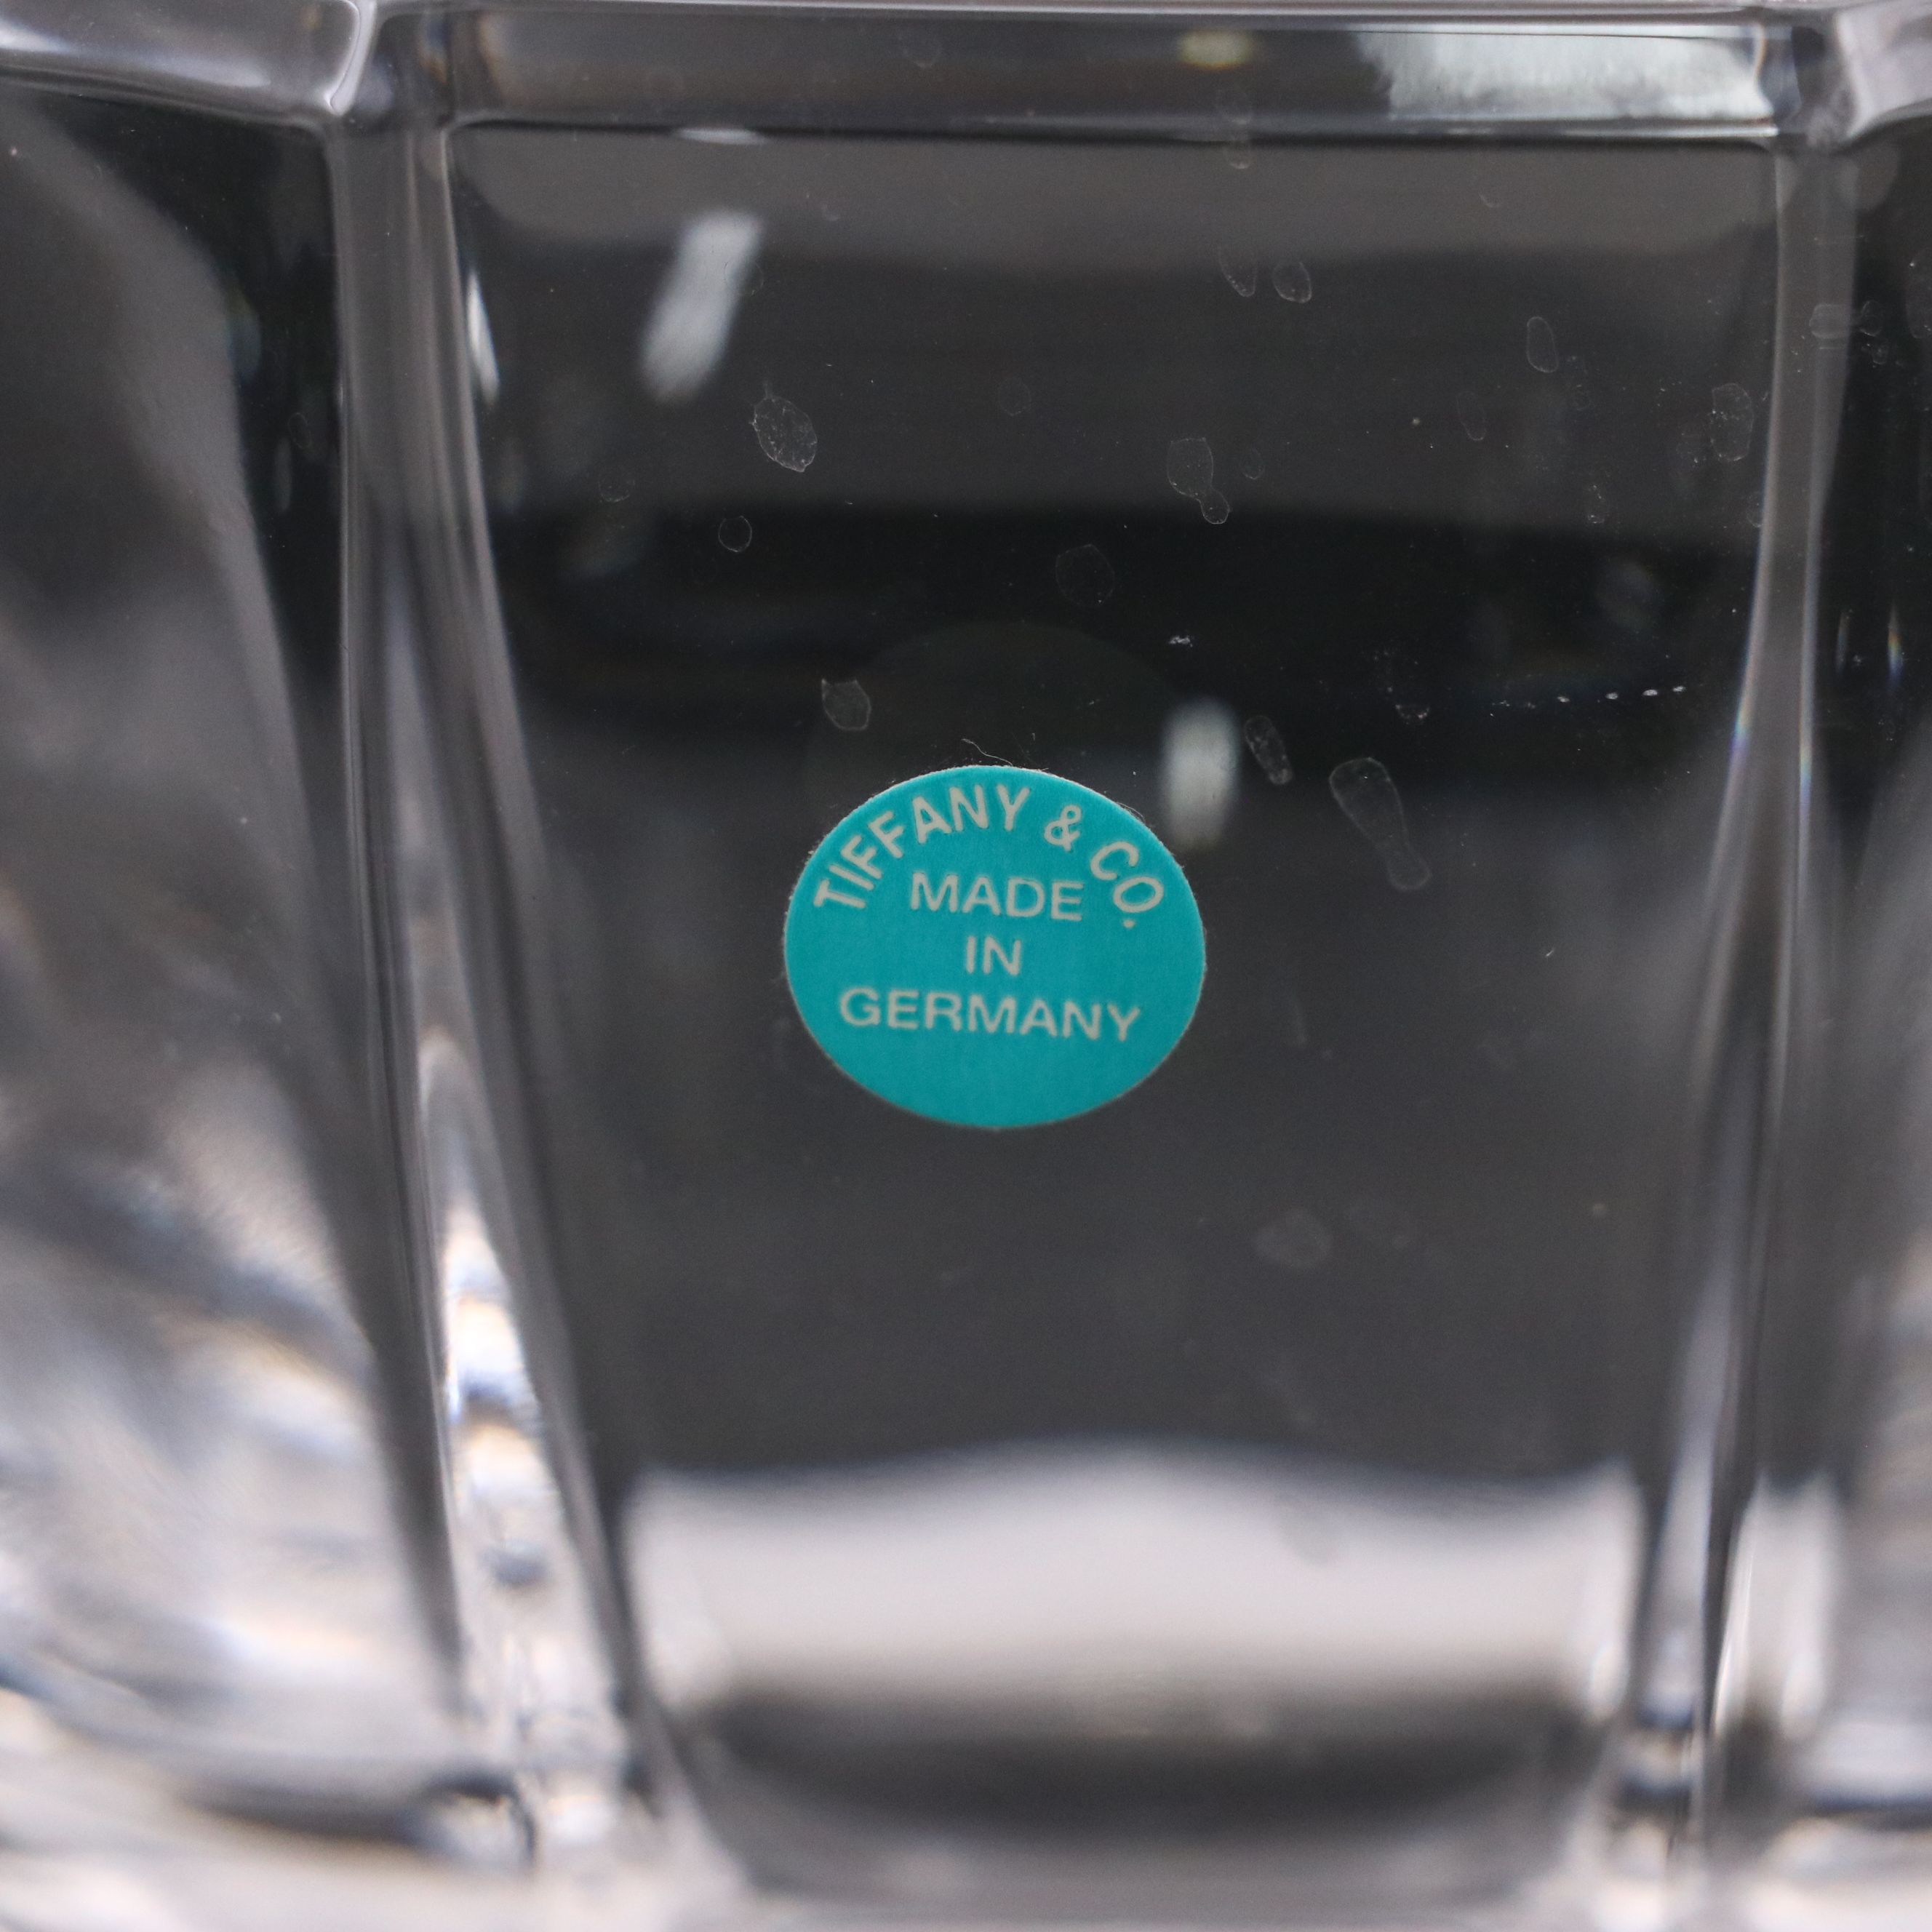 TIFFANY & CO.
MADE
IN
GERMANY